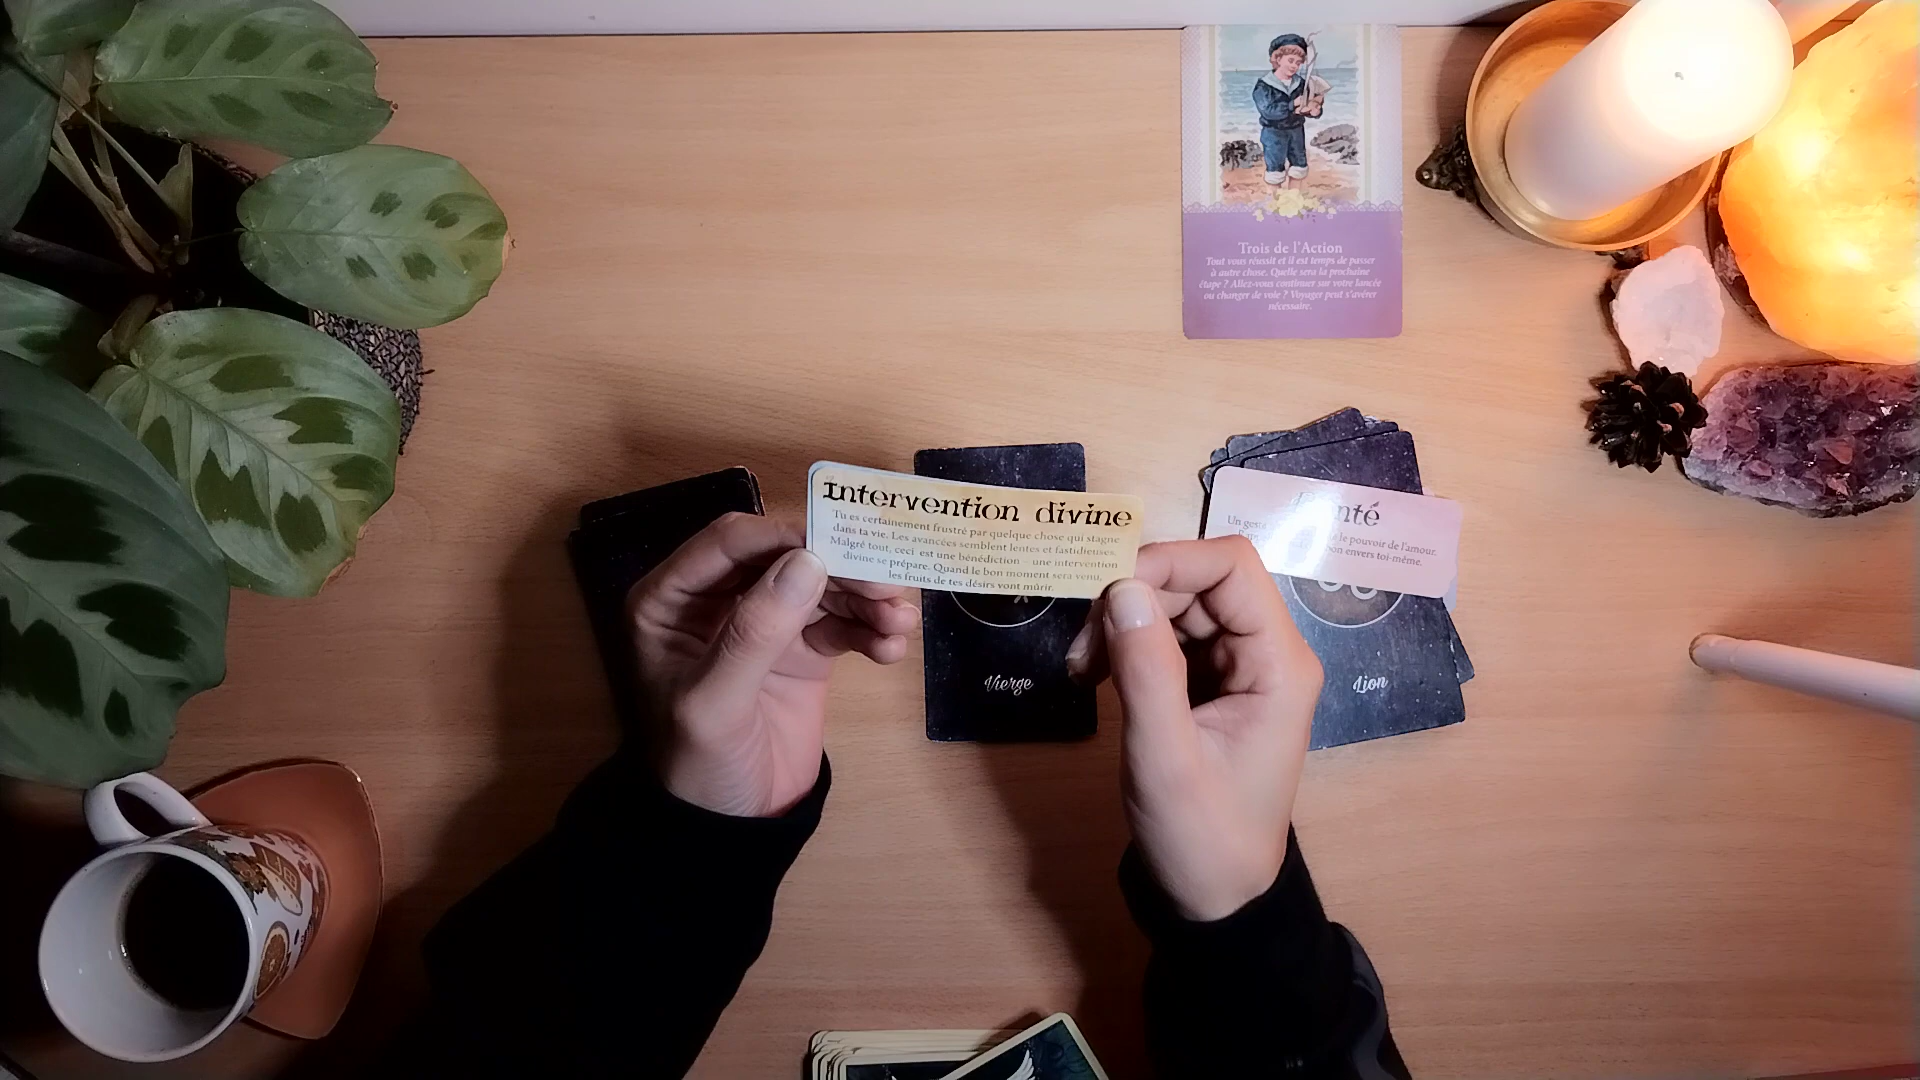 Trois de l'Action
Tout vous réussit et il est temps de passer
à autre chose. Quelle sera la prochaine
étape ? Allez-vous continuer sur votre lancée
ou changer de voie ? Voyager peut s'avérer
nécessaire.
Intervention divine
Tu es certainement frustré par quelque chose qui stagne
dans ta vie. Les avancées semblent lentes et fastidieuses.
Malgré tout, ceci est une bénédiction – une intervention
divine se prépare. Quand le bon moment sera venu,
les fruits de tes désirs vont mûrir.
Un geste le pouvoir de l'amour.
bon envers toi-même.
Vierge
Lion